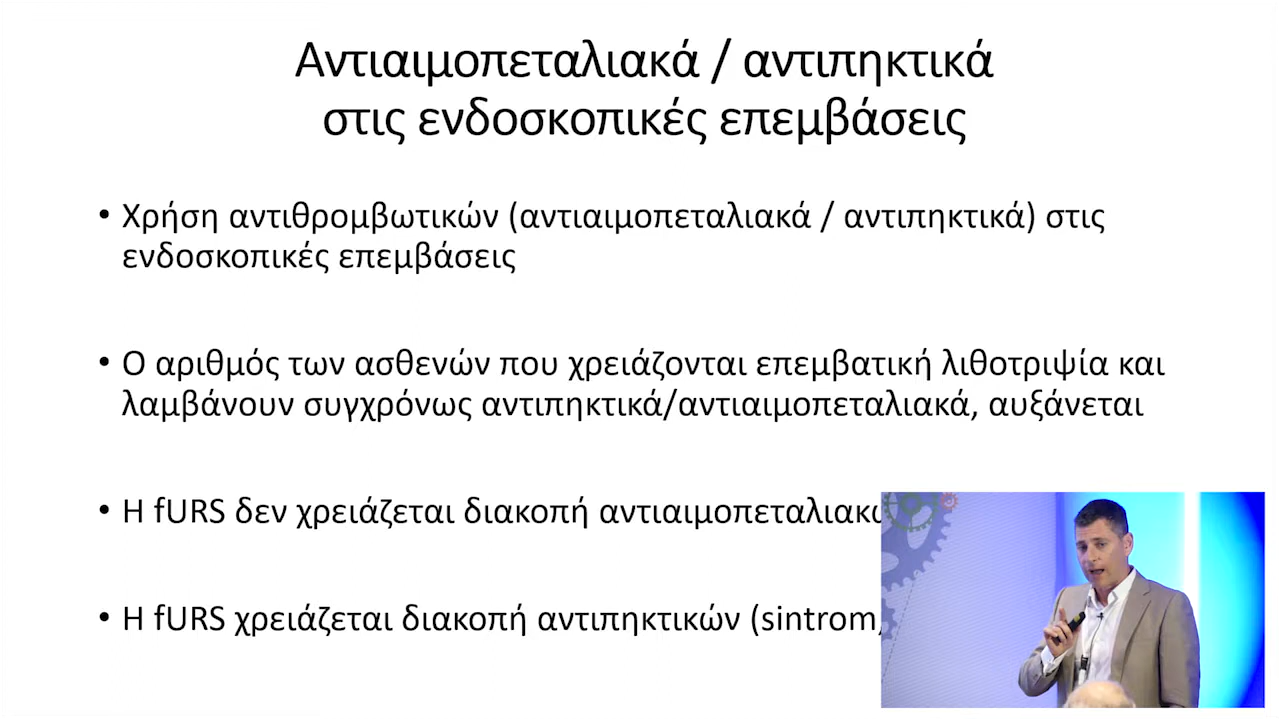 Αντιαιμοπεταλιακά / αντιπηκτικά
στις ενδοσκοπικές επεμβάσεις
• Χρήση αντιθρομβωτικών (αντιαιμοπεταλιακά / αντιπηκτικά) στις
ενδοσκοπικές επεμβάσεις
• Ο αριθμός των ασθενών που χρειάζονται επεμβατική λιθοτριψία και
λαμβάνουν συγχρόνως αντιπηκτικά/αντιαιμοπεταλιακά, αυξάνεται
• Η fURS δεν χρειάζεται διακοπή
• Η fURS χρειάζεται διακοπή αντιπηκτικών (sintrom,